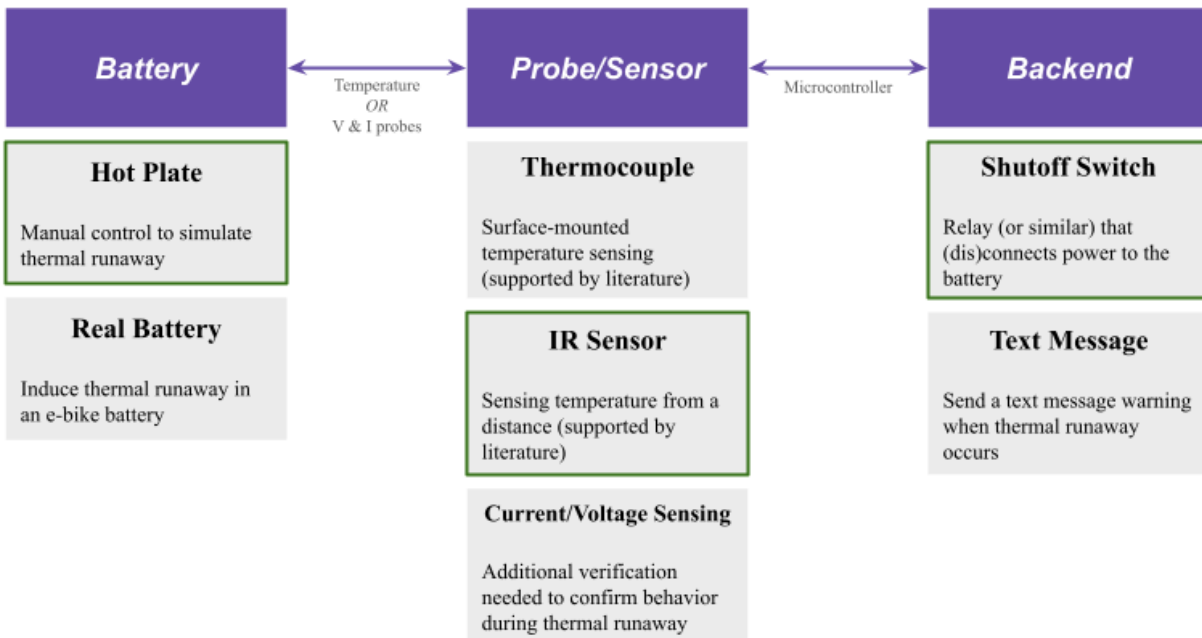 Battery
Temperature
OR
V & I probes
Probe/Sensor
Microcontroller
Backend
Hot Plate
Manual control to simulate
thermal runaway
Real Battery
Induce thermal runaway in
an e-bike battery
Thermocouple
Surface-mounted
temperature sensing
(supported by literature)
IR Sensor
Sensing temperature from a
distance (supported by
literature)
Current/Voltage Sensing
Additional verification
needed to confirm behavior
during thermal runaway
Shutoff Switch
Relay (or similar) that
(dis)connects power to the
battery
Text Message
Send a text message warning
when thermal runaway
occurs